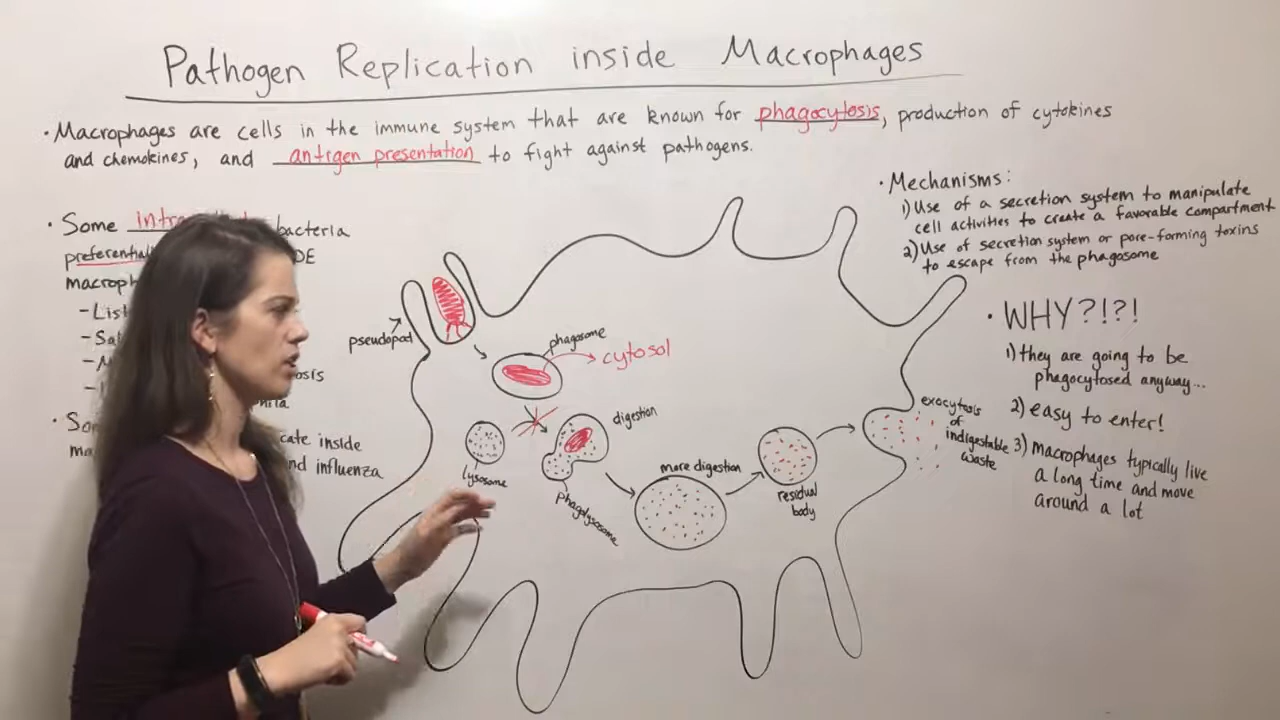 Pathogen Replication inside Macrophages
• Macrophages are cells in the immune system that are known for phagocytosis, production of cytokines
and chemokines, and antigen presentation to fight against pathogens.
• Some bacteria
DE
• Mechanisms:
1) Use of a secretion system to manipulate
cell activities to create a favorable compartment
2) Use of secretion system or pore-forming toxins
to escape from the phagosome
• WHY?!?!
1) they are going to be
phagocytosed anyway...
2) easy to enter!
3) Macrophages typically live
a long time and move
around a lot
pseudopod
phagosome
cytosol
lysosome
digestion
phagolysosome
more digestion
residual
body
exocytosis
of
indigestable
waste
cate inside
nd influenza